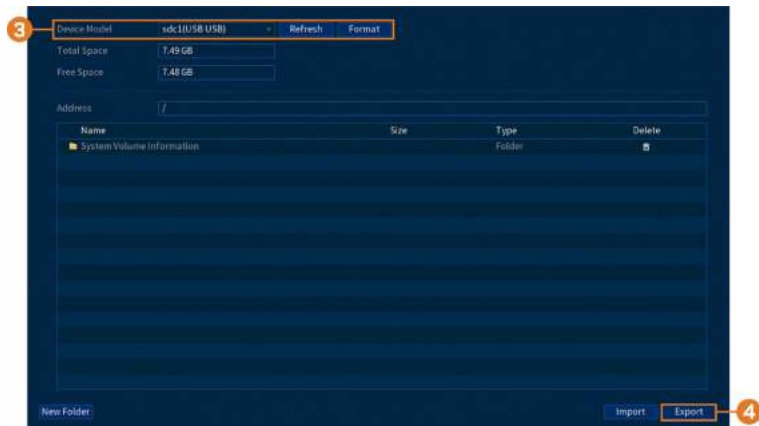 3 Device Model sdc1(USB USB) Refresh Format
Total Space 7.49 GB
Free Space 7.48 GB
Address /
Name Size Type Delete
System Volume Information Folder
New Folder Import Export 4